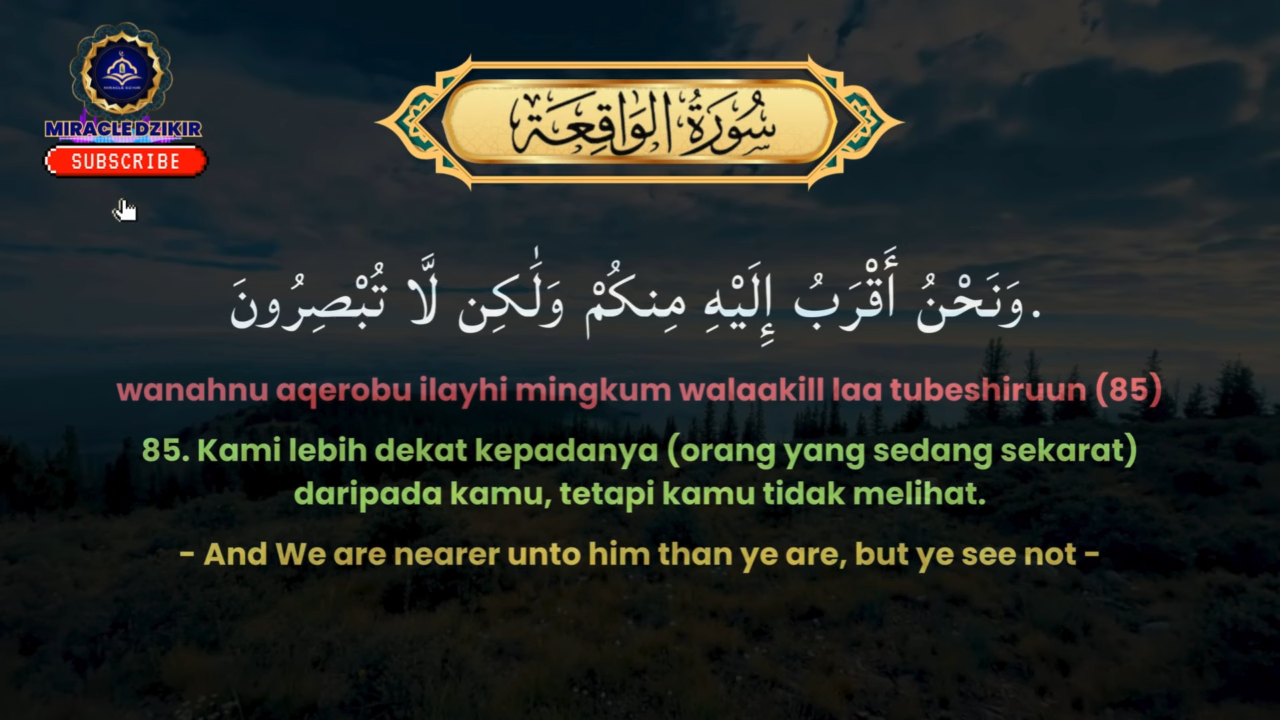 MIRACLE DZIKIR
SUBSCRIBE
سُورَةُ الوَاقِعَة
وَنَحْنُ أَقْرَبُ إِلَيْهِ مِنكُمْ وَلَٰكِن لَّا تُبْصِرُونَ.
wanahnu aqerobu ilayhi mingkum walaakill laa tubeshiruun (85)
85. Kami lebih dekat kepadanya (orang yang sedang sekarat)
daripada kamu, tetapi kamu tidak melihat.
- And We are nearer unto him than ye are, but ye see not -